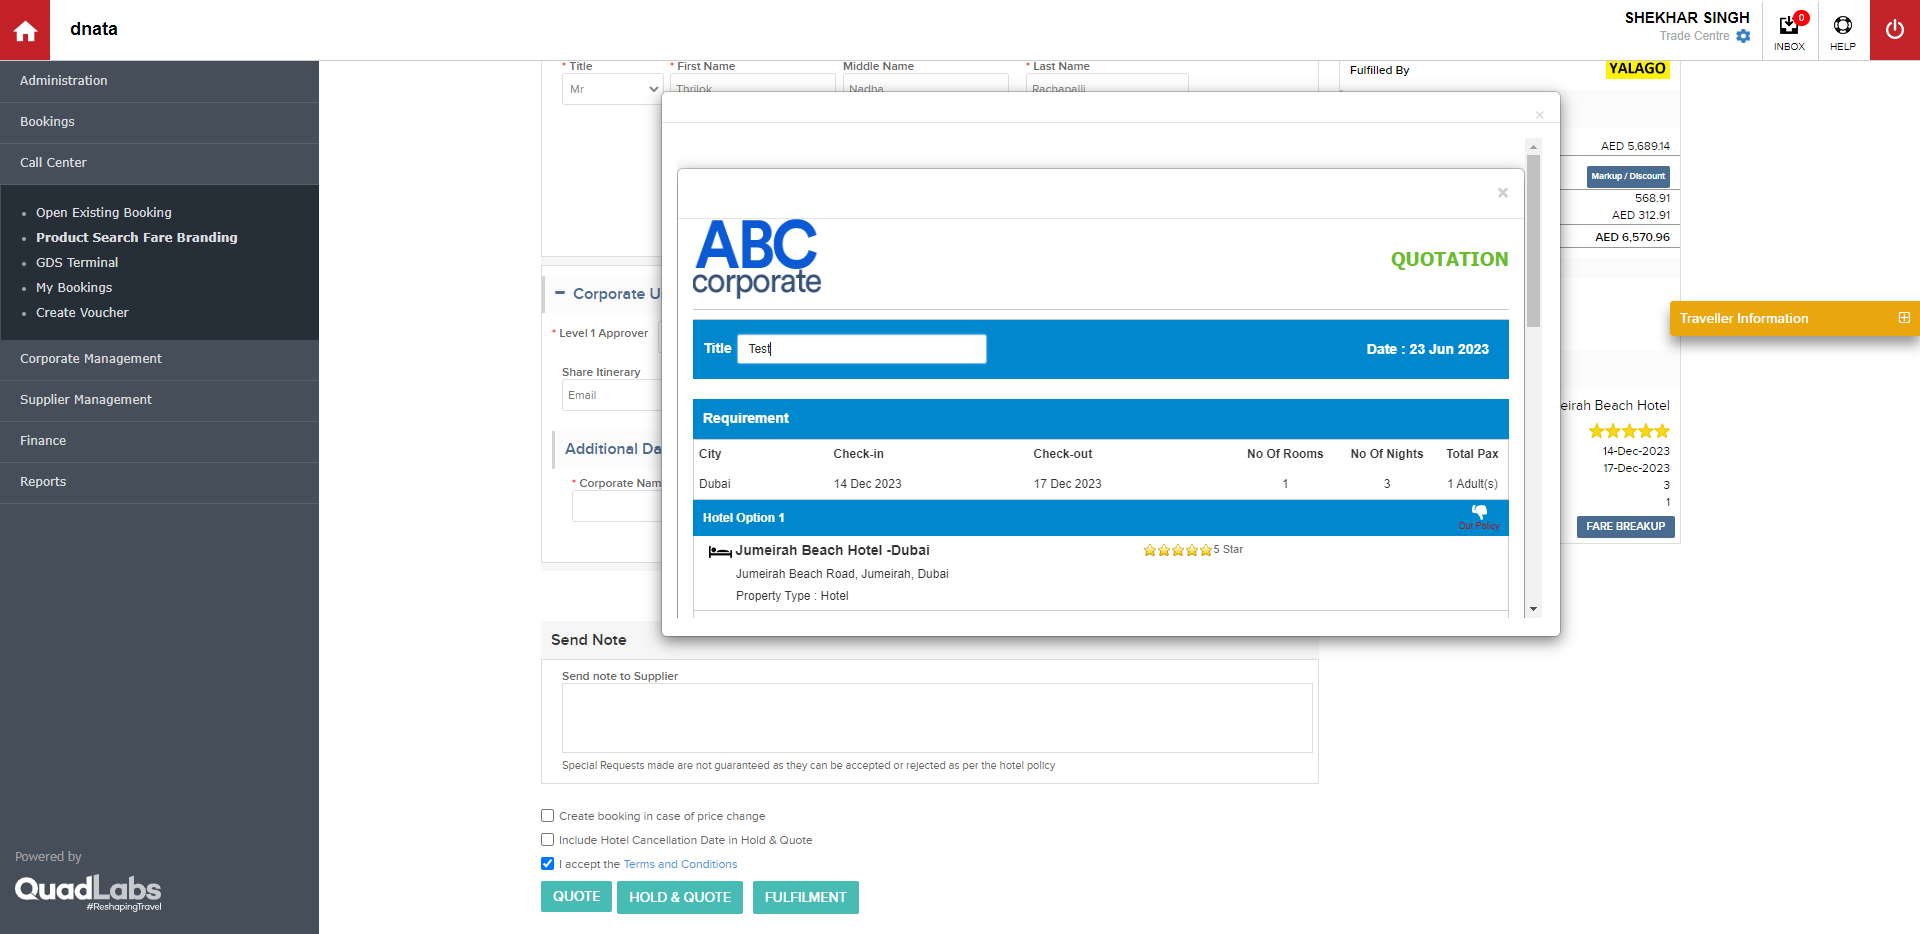 dnata
SHEKHAR SINGH
Trade Centre
0
INBOX
HELP
Administration
Bookings
Call Center
Open Existing Booking
Product Search Fare Branding
GDS Terminal
My Bookings
Create Voucher
Corporate Management
Supplier Management
Finance
Reports
Powered by
QuadLabs
#ReshapingTravel
* Title
* First Name
Middle Name
* Last Name
Mr
Thrilok
Nadha
Rachapalli
Fulfilled By
YALAGO
AED 5,689.14
Markup / Discount
568.91
AED 312.91
AED 6,570.96
Traveller Information
Corporate U
* Level 1 Approver
Share Itinerary
Email
Additional Da
* Corporate Nam
×
×
ABC
corporate
QUOTATION
Title
Test
Date : 23 Jun 2023
Requirement
City Check-in Check-out No Of Rooms No Of Nights Total Pax
Dubai 14 Dec 2023 17 Dec 2023 1 3 1 Adult(s)
Hotel Option 1
Out Policy
Jumeirah Beach Hotel -Dubai
5 Star
Jumeirah Beach Road, Jumeirah, Dubai
Property Type : Hotel
eirah Beach Hotel
14-Dec-2023
17-Dec-2023
3
1
FARE BREAKUP
Send Note
Send note to Supplier
Special Requests made are not guaranteed as they can be accepted or rejected as per the hotel policy
Create booking in case of price change
Include Hotel Cancellation Date in Hold & Quote
I accept the Terms and Conditions
QUOTE
HOLD & QUOTE
FULFILMENT